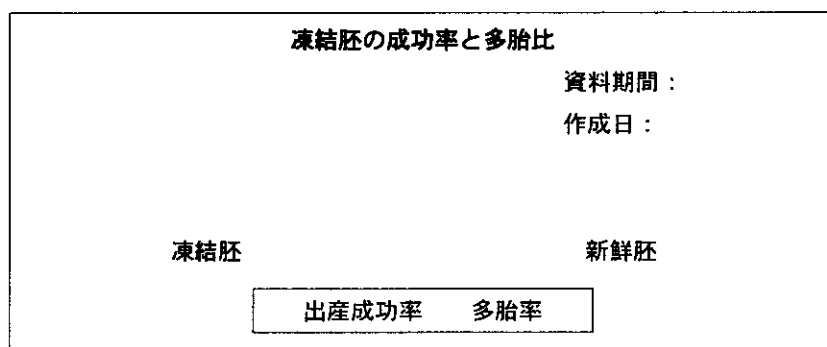 凍結胚の成功率と多胎比
資料期間：
作成日：
凍結胚 新鮮胚
出産成功率 多胎率